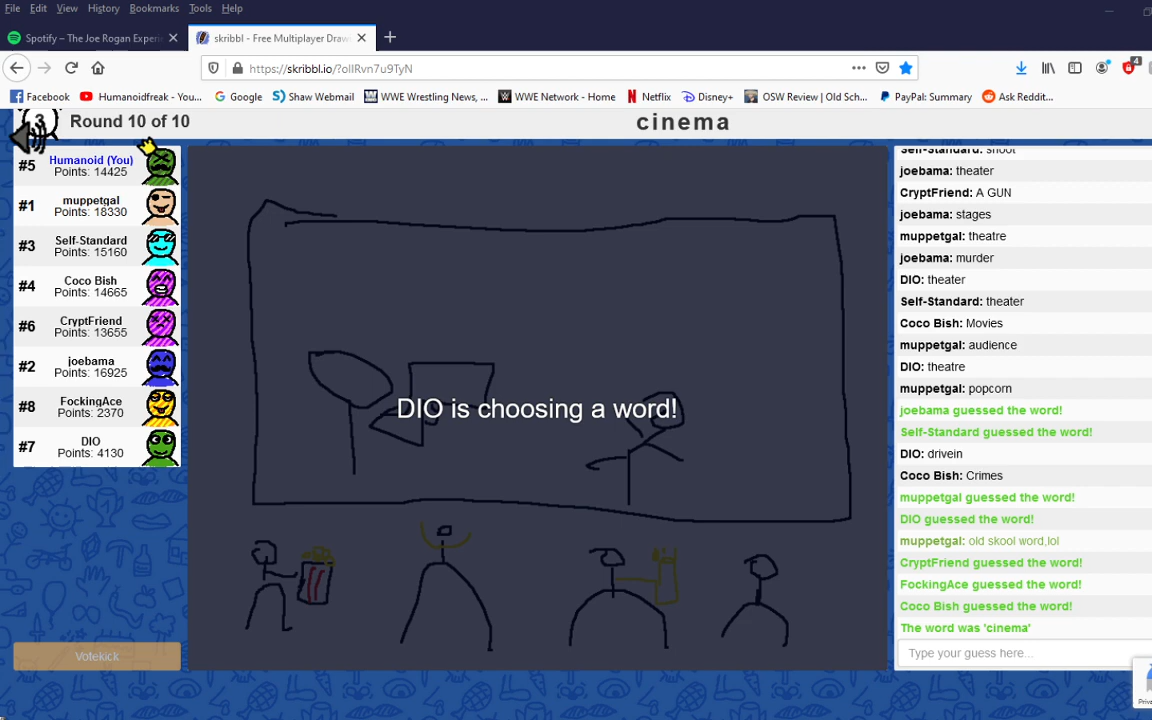 File Edit View History Bookmarks Tools Help
Spotify – The Joe Rogan Experi
skribbl - Free Multiplayer Draw
https://skribbl.io/?olIRvn7u9TyN
4
Facebook
Humanoidfreak - You...
Google
Shaw Webmail
WWE Wrestling News, ...
WWE Network - Home
Netflix
Disney+
OSW Review | Old Sch...
PayPal: Summary
Ask Reddit...
3 Round 10 of 10
cinema
#5 Humanoid (You)
Points: 14425
#1 muppetgal
Points: 18330
#3 Self-Standard
Points: 15160
#4 Coco Bish
Points: 14665
#6 CryptFriend
Points: 13655
#2 joebama
Points: 16925
#8 FockingAce
Points: 2370
#7 DIO
Points: 4130
Votekick
DIO is choosing a word!
Self-Standard: shoot
joebama: theater
CryptFriend: A GUN
joebama: stages
muppetgal: theatre
joebama: murder
DIO: theater
Self-Standard: theater
Coco Bish: Movies
muppetgal: audience
DIO: theatre
muppetgal: popcorn
joebama guessed the word!
Self-Standard guessed the word!
DIO: drivein
Coco Bish: Crimes
muppetgal guessed the word!
DIO guessed the word!
muppetgal: old skool word,lol
CryptFriend guessed the word!
FockingAce guessed the word!
Coco Bish guessed the word!
The word was 'cinema'
Type your guess here...